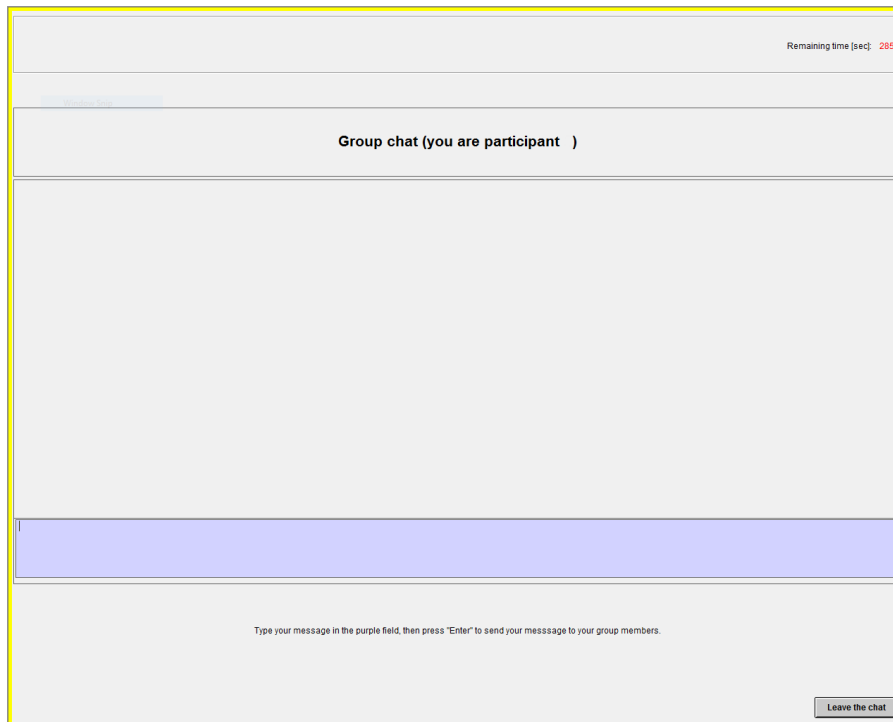 Remaining time [sec]: 285
Group chat (you are participant )
Type your message in the purple field, then press "Enter" to send your messsage to your group members.
Leave the chat